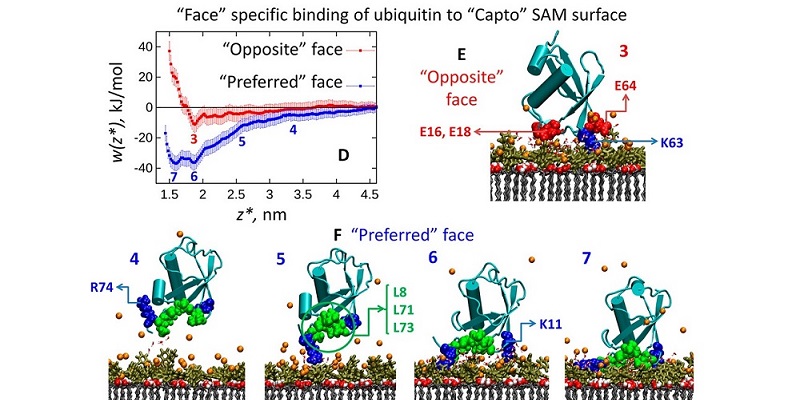 “Face” specific binding of ubiquitin to “Capto” SAM surface
40
20
0
-20
-40
w(z*), kJ/mol
“Opposite” face
“Preferred” face
3
4
5
7 6
D
1.5 2 2.5 3 3.5 4 4.5
z*, nm
E
“Opposite”
face
3
E64
E16, E18
K63
F “Preferred” face
4
R74
5
L8
L71
L73
6
K11
7